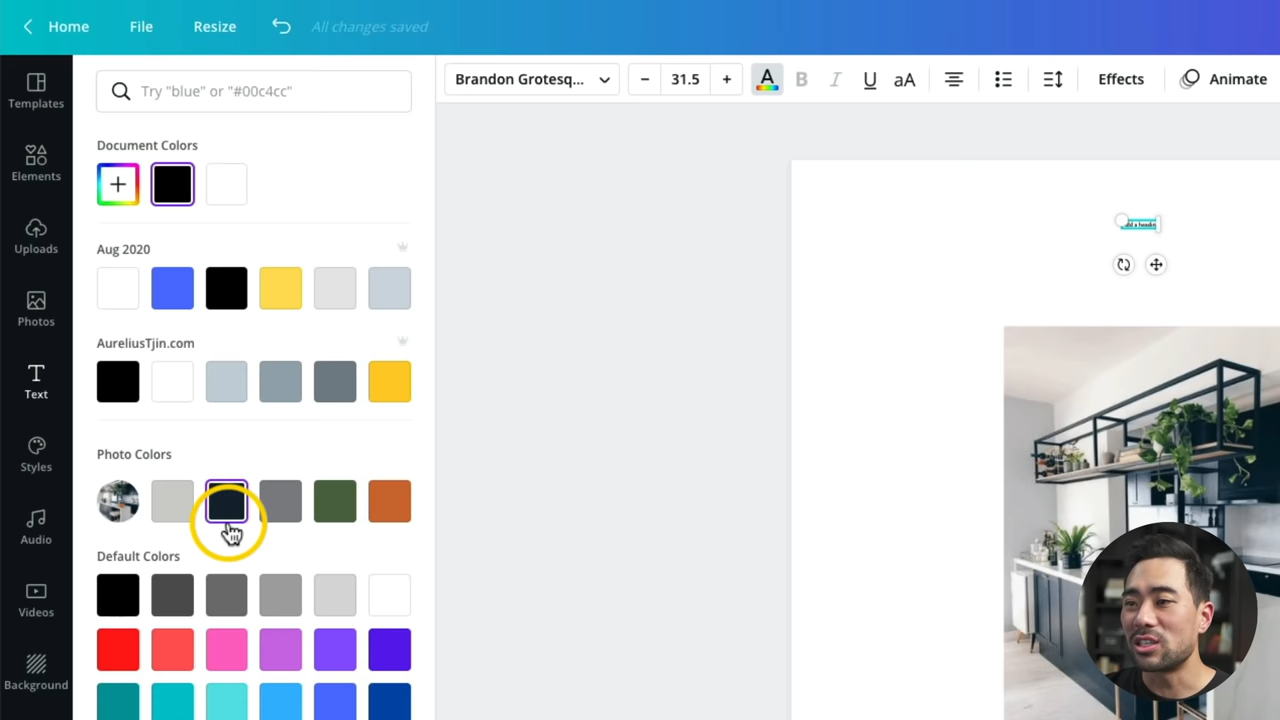 Home File Resize All changes saved
Templates
Elements
Uploads
Photos
Text
Styles
Audio
Videos
Background
Try "blue" or "#00c4cc"
Document Colors
Aug 2020
AureliusTjin.com
Photo Colors
Default Colors
Brandon Grotesq... − 31.5 + A B I U aA Effects Animate